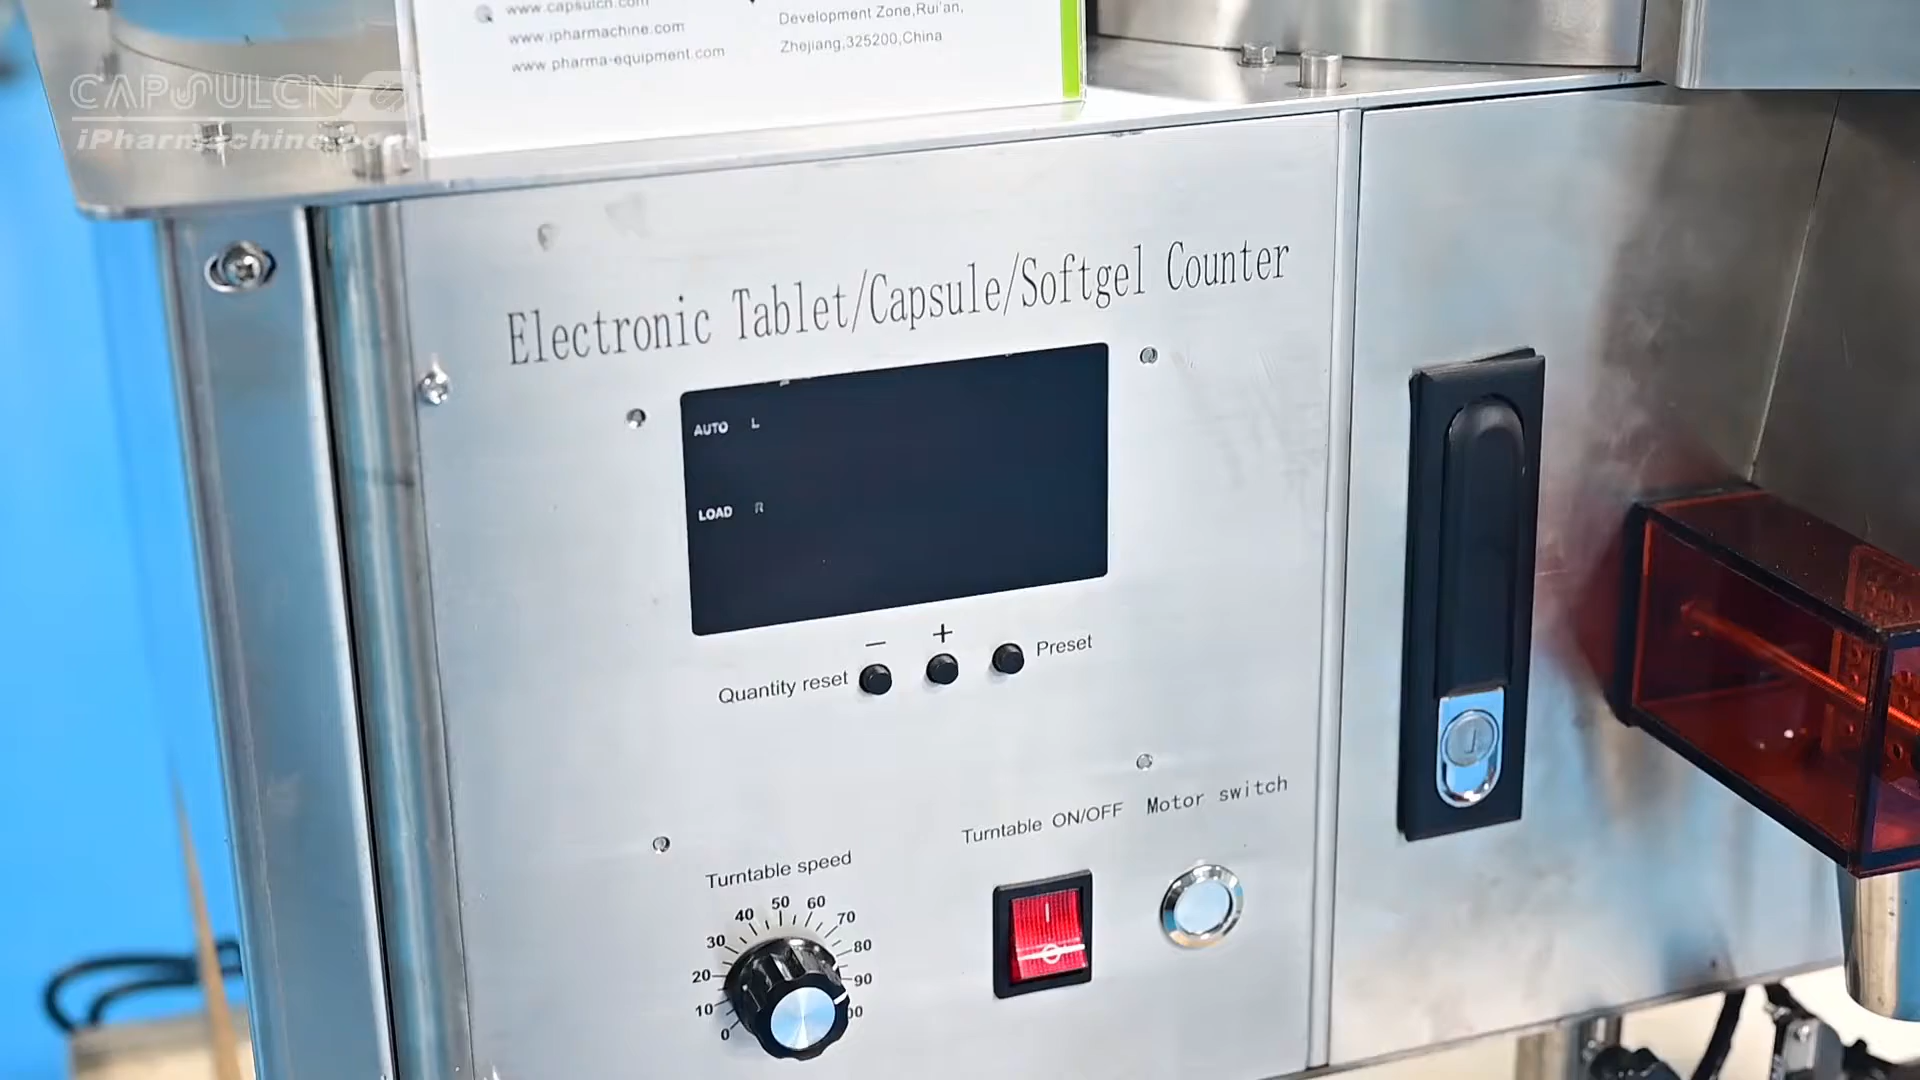 www.capsulcn.com
www.ipharmachine.com
www.pharma-equipment.com
Development Zone,Rui'an,
Zhejiang,325200,China
CAPSULCN
iPharmachine.com
Electronic Tablet/Capsule/Softgel Counter
AUTO L
LOAD R
− +
Quantity reset Preset
Turntable ON/OFF Motor switch
Turntable speed
0 10 20 30 40 50 60 70 80 90